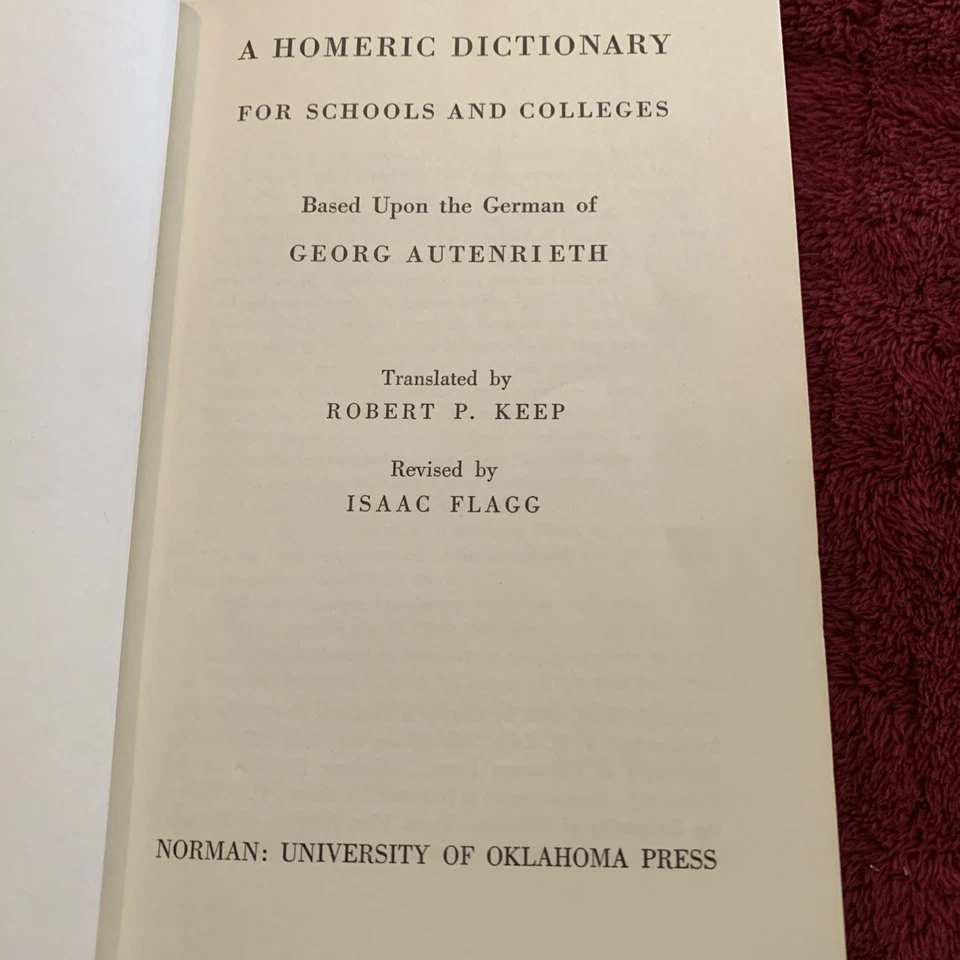 A HOMERIC DICTIONARY
FOR SCHOOLS AND COLLEGES
Based Upon the German of
GEORG AUTENRIETH
Translated by
ROBERT P. KEEP
Revised by
ISAAC FLAGG
NORMAN: UNIVERSITY OF OKLAHOMA PRESS